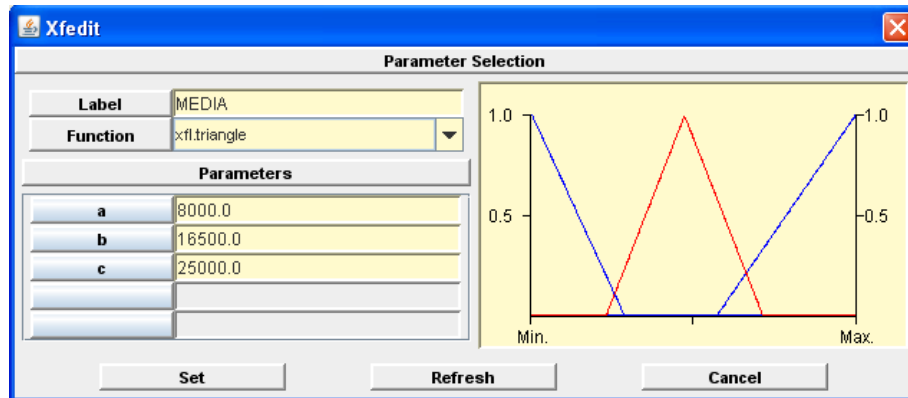 Xfedit
Parameter Selection
Label MEDIA
Function xfl.triangle
Parameters
a 8000.0
b 16500.0
c 25000.0
1.0 1.0
0.5 0.5
Min. Max.
Set Refresh Cancel